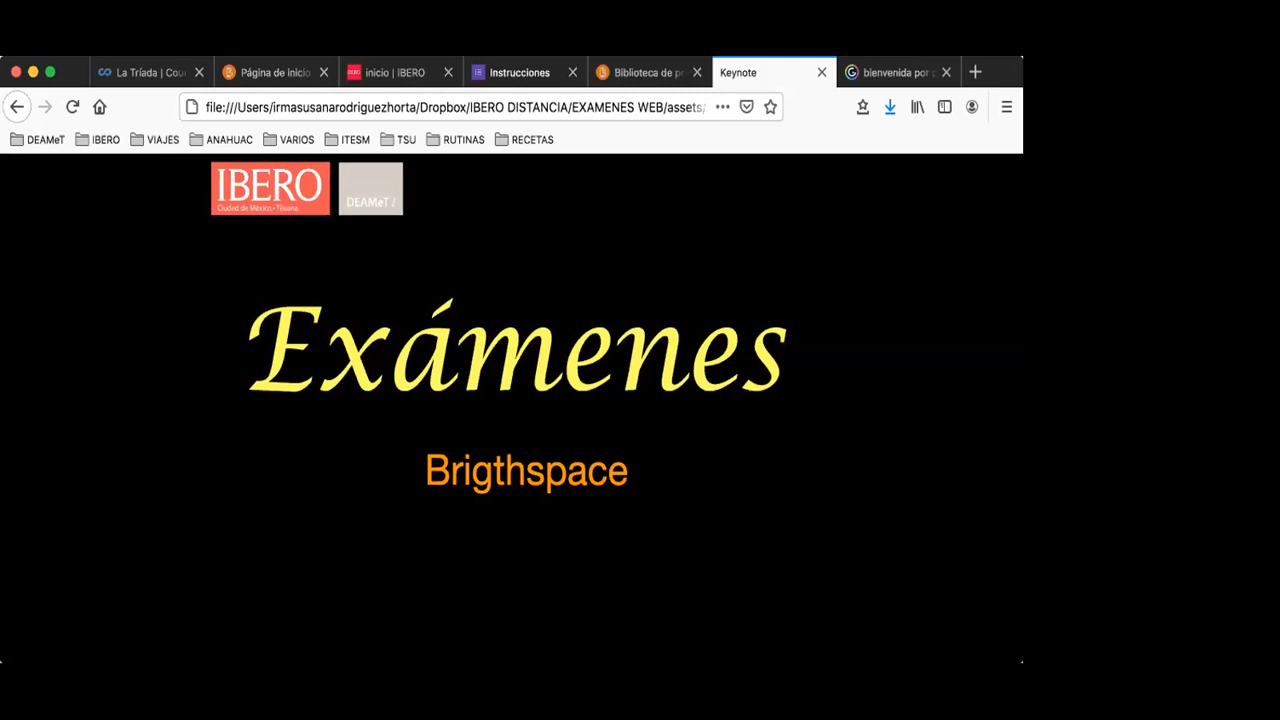 La Tríada | Cou
Página de inicio
inicio | IBERO
Instrucciones
Biblioteca de pr
Keynote
bienvenida por p
file:///Users/irmasusanarodriguezhorta/Dropbox/IBERO DISTANCIA/EXAMENES WEB/assets/
DEAMeT IBERO VIAJES ANAHUAC VARIOS ITESM TSU RUTINAS RECETAS
IBERO
Ciudad de México • Tijuana
DEAMeT /
Exámenes
Brigthspace